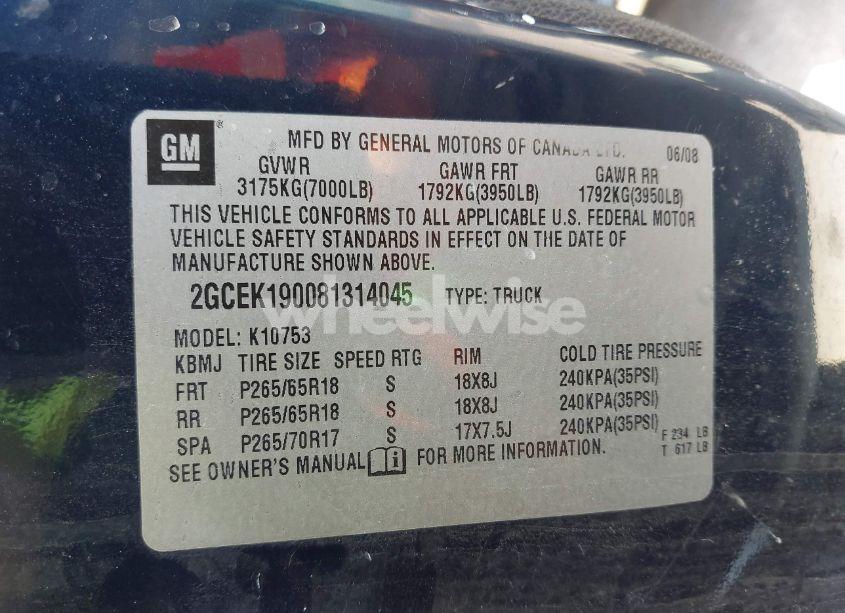 GM ®
MFD BY GENERAL MOTORS OF CANADA LTD. 06/08
GVWR GAWR FRT GAWR RR
3175KG(7000LB) 1792KG(3950LB) 1792KG(3950LB)
THIS VEHICLE CONFORMS TO ALL APPLICABLE U.S. FEDERAL MOTOR
VEHICLE SAFETY STANDARDS IN EFFECT ON THE DATE OF
MANUFACTURE SHOWN ABOVE.
2GCEK190081314045 TYPE: TRUCK
wheelwise
MODEL: K10753
KBMJ TIRE SIZE SPEED RTG RIM COLD TIRE PRESSURE
FRT P265/65R18 S 18X8J 240KPA(35PSI)
RR P265/65R18 S 18X8J 240KPA(35PSI)
SPA P265/70R17 S 17X7.5J 240KPA(35PSI)
F 234 LB
T 617 LB
SEE OWNER'S MANUAL i FOR MORE INFORMATION.